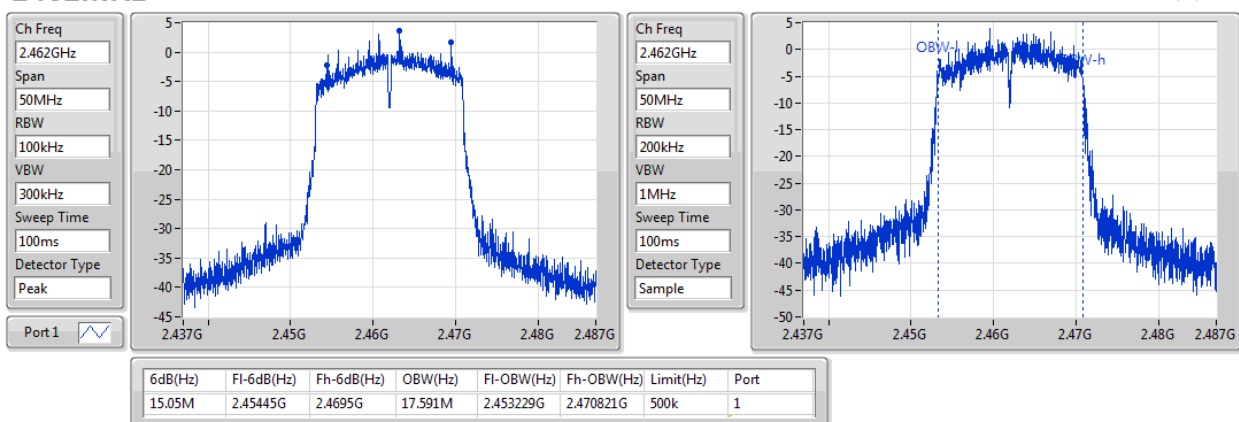 Ch Freq
2.462GHz
Span
50MHz
RBW
100kHz
VBW
300kHz
Sweep Time
100ms
Detector Type
Peak
Port 1
5
0
-5
-10
-15
-20
-25
-30
-35
-40
-45
2.437G 2.45G 2.46G 2.47G 2.48G 2.487G
Ch Freq
2.462GHz
Span
50MHz
RBW
200kHz
VBW
1MHz
Sweep Time
100ms
Detector Type
Sample
5
0
-5
-10
-15
-20
-25
-30
-35
-40
-45
-50
2.437G 2.45G 2.46G 2.47G 2.48G 2.487G
6dB(Hz) Fl-6dB(Hz) Fh-6dB(Hz) OBW(Hz) Fl-OBW(Hz) Fh-OBW(Hz) Limit(Hz) Port
15.05M 2.45445G 2.4695G 17.591M 2.453229G 2.470821G 500k 1